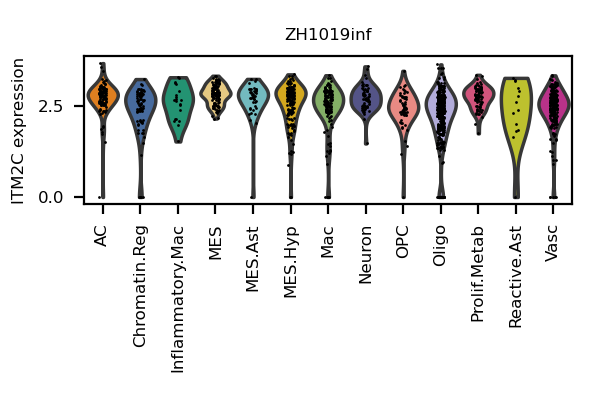 ZH1019inf
ITM2C expression
2.5
0.0
AC
Chromatin.Reg
Inflammatory.Mac
MES
MES.Ast
MES.Hyp
Mac
Neuron
OPC
Oligo
Prolif.Metab
Reactive.Ast
Vasc